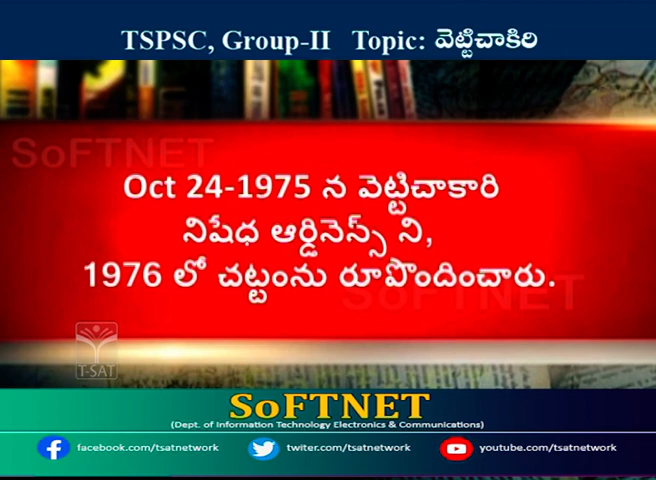 TSPSC, Group-II Topic: వెట్టిచాకిరి
SoFTNET
Oct 24-1975 న వెట్టిచాకారి
నిషేధ ఆర్డినెన్స్ ని,
1976 లో చట్టంను రూపొందించారు.
SoFTNET
T-SAT
SoFTNET
(Dept. of Information Technology Electronics & Communications)
facebook.com/tsatnetwork twiter.com/tsatnetwork youtube.com/tsatnetwork